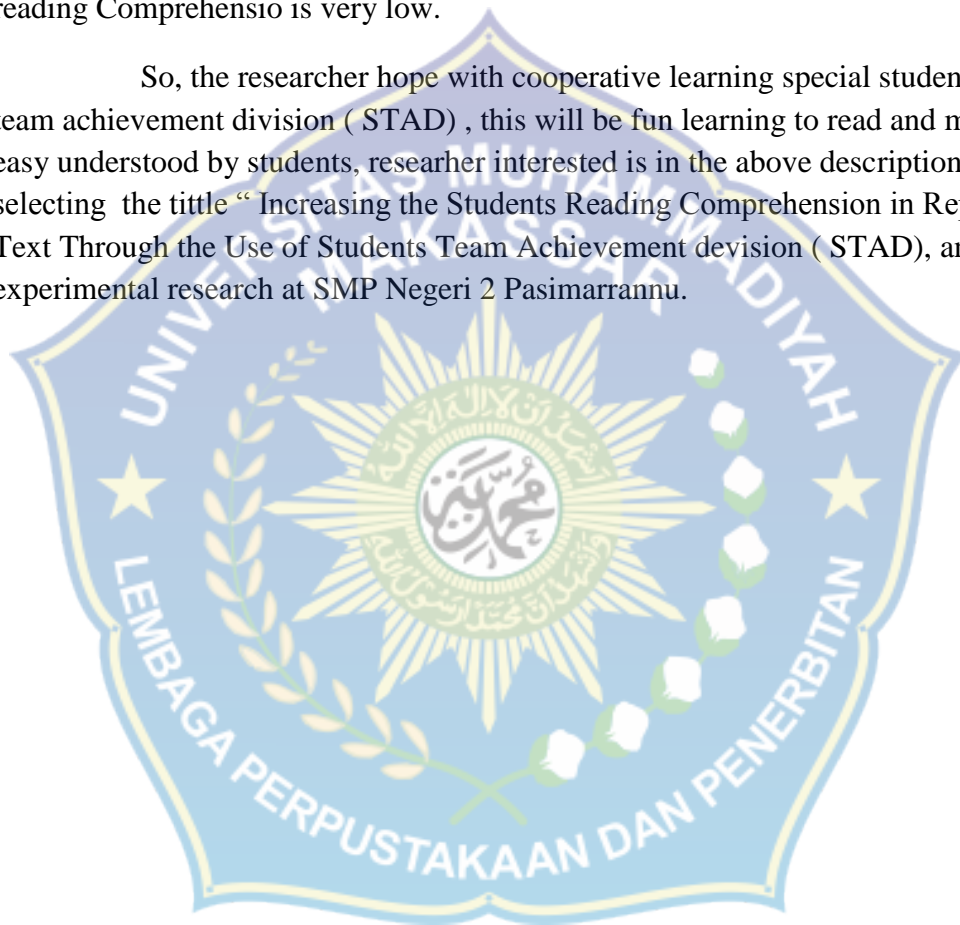 reading Comprehensio is very low.
So, the researcher hope with cooperative learning special studen
team achievement division ( STAD) , this will be fun learning to read and m
easy understood by students, researher interested is in the above description
selecting the tittle “ Increasing the Students Reading Comprehension in Rep
Text Through the Use of Students Team Achievement devision ( STAD), an
experimental research at SMP Negeri 2 Pasimarrannu.
UNIVERSITAS MUHAMMADIYAH
MAKASSAR
LEMBAGA PERPUSTAKAAN DAN PENERBITAN